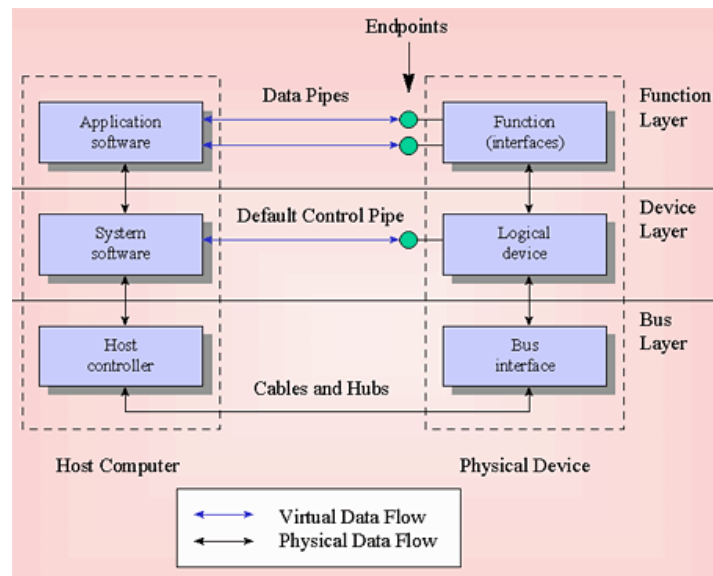 Endpoints
Data Pipes
Function
Layer
Application
software
Function
(interfaces)
Default Control Pipe
Device
Layer
System
software
Logical
device
Bus
Layer
Host
controller
Bus
interface
Cables and Hubs
Host Computer
Physical Device
Virtual Data Flow
Physical Data Flow